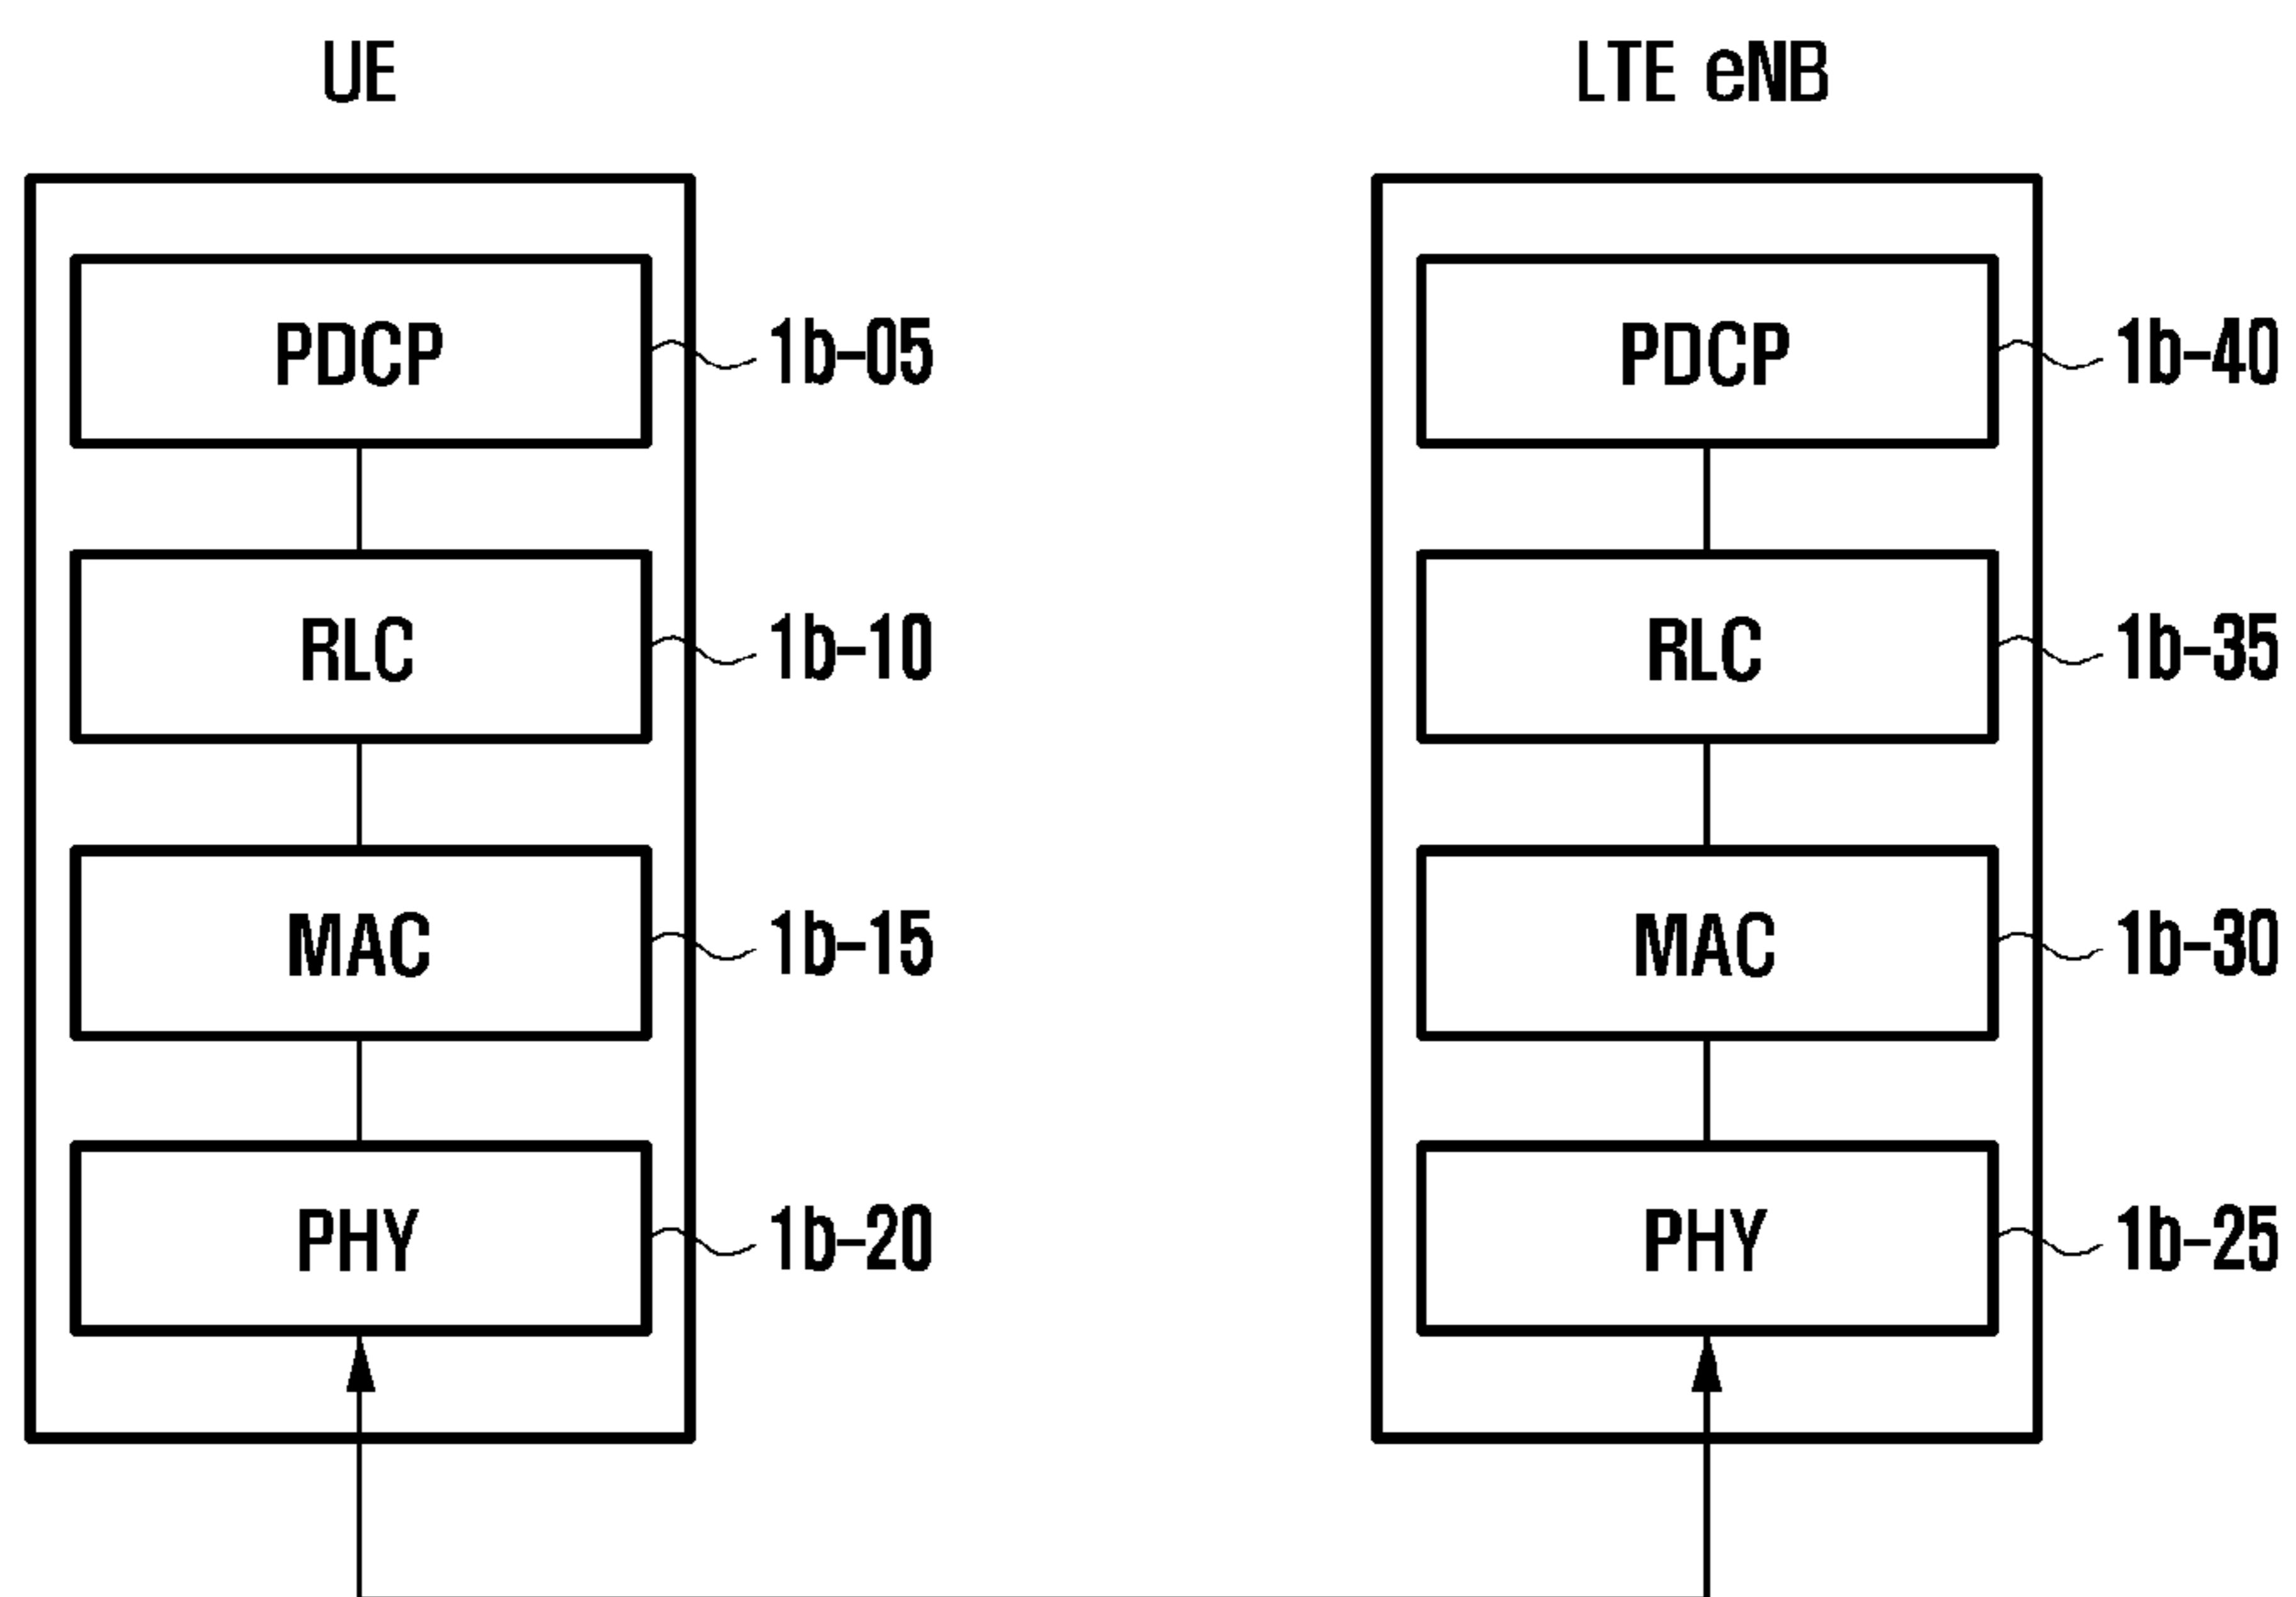 UE
LTE eNB
PDCP
1b-05
PDCP
1b-40
RLC
1b-10
RLC
1b-35
MAC
1b-15
MAC
1b-30
PHY
1b-20
PHY
1b-25